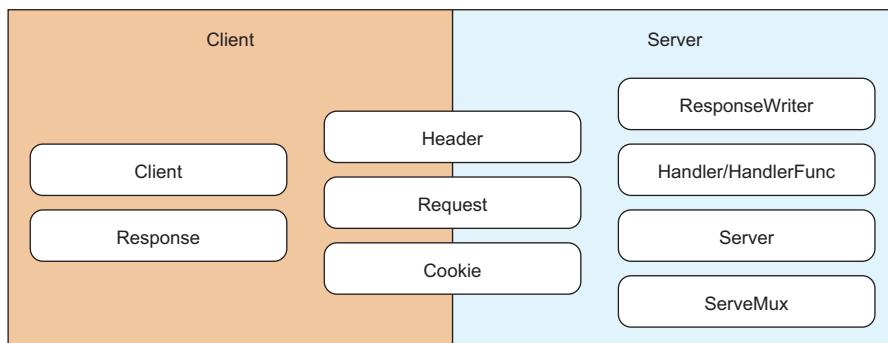 Client
Server
Client
Response
Header
Request
Cookie
ResponseWriter
Handler/HandlerFunc
Server
ServeMux